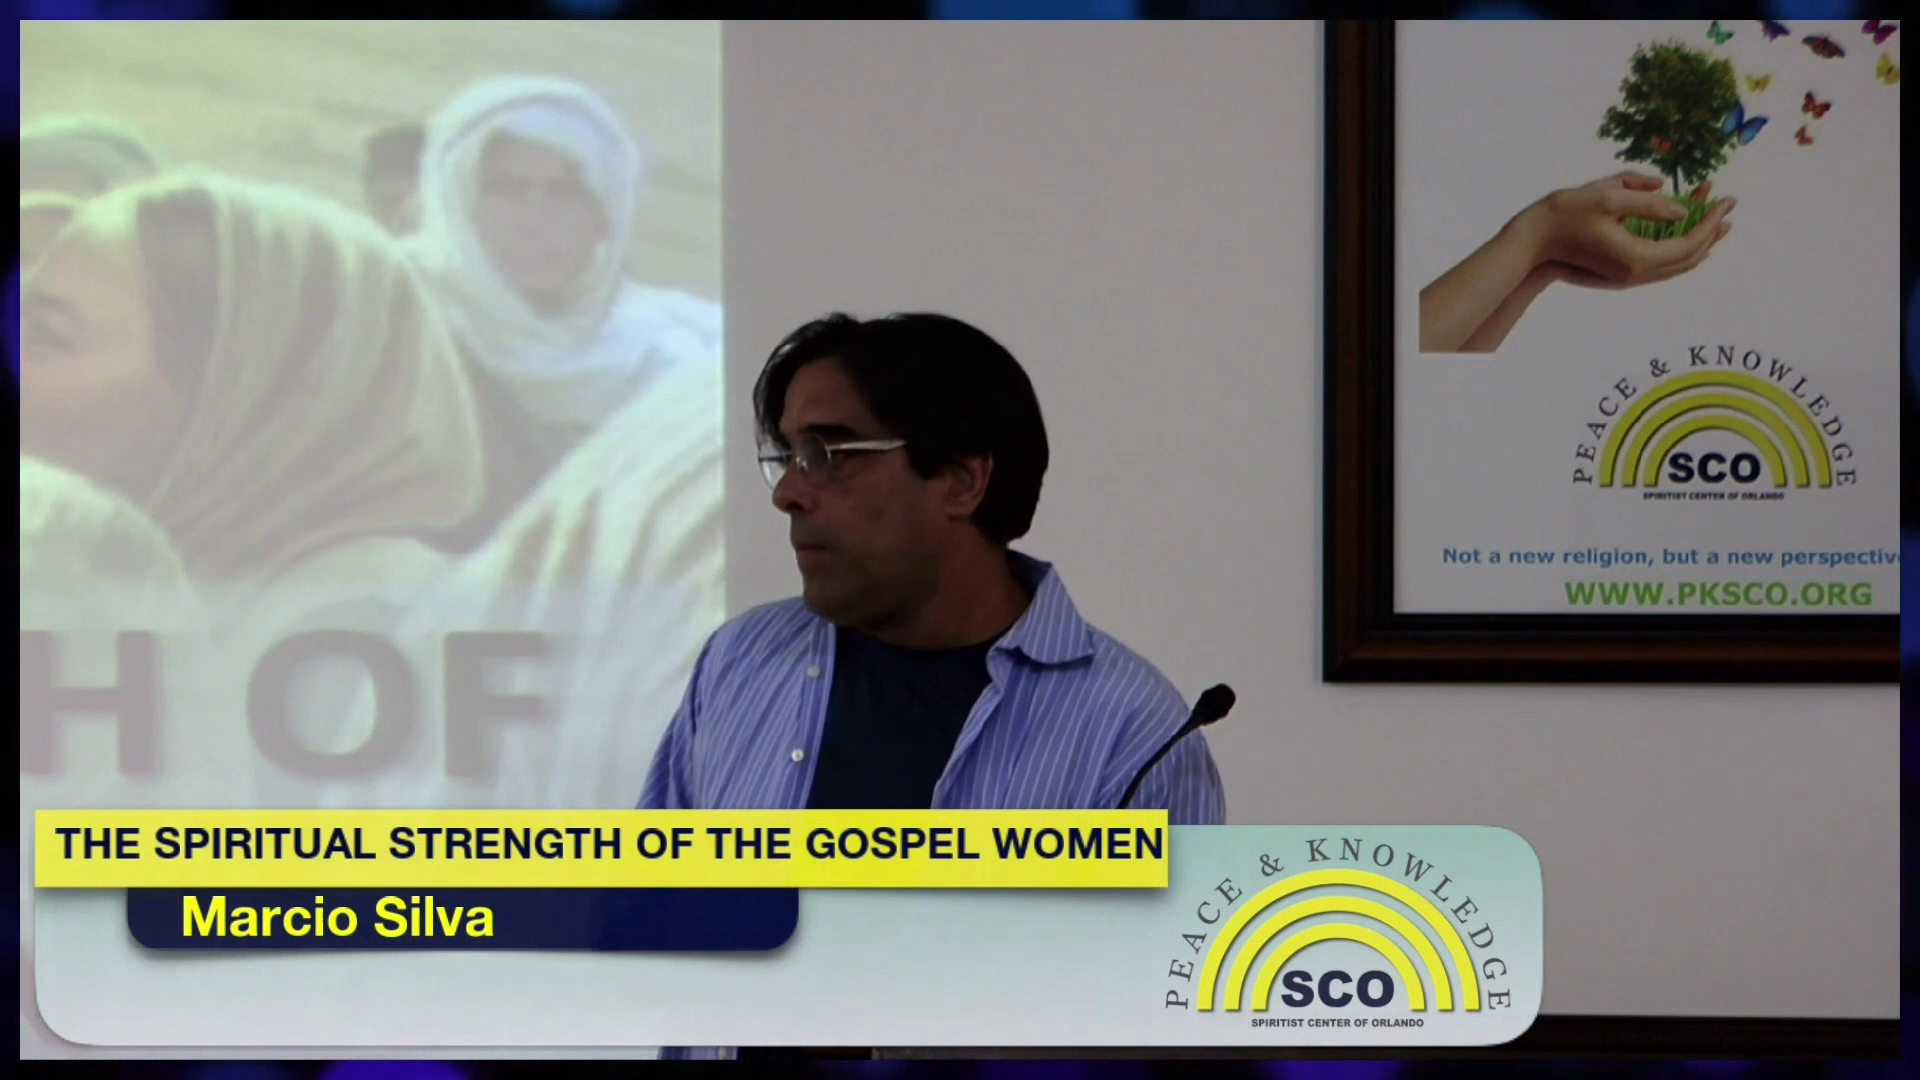 PEACE & KNOWLEDGE
SCO
SPIRITIST CENTER OF ORLANDO
Not a new religion, but a new perspectiv
WWW.PKSCO.ORG
H OF
THE SPIRITUAL STRENGTH OF THE GOSPEL WOMEN
Marcio Silva
PEACE & KNOWLEDGE
SCO
SPIRITIST CENTER OF ORLANDO